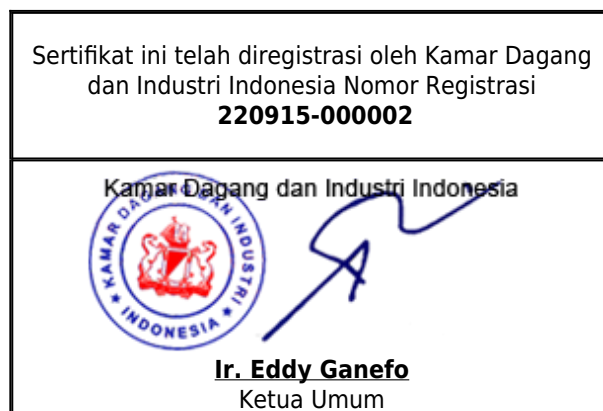 Sertifikat ini telah diregistrasi oleh Kamar Dagang
dan Industri Indonesia Nomor Registrasi
220915-000002
Kamar Dagang dan Industri Indonesia
KAMAR DAGANG DAN INDUSTRI
INDONESIA
Ir. Eddy Ganefo
Ketua Umum